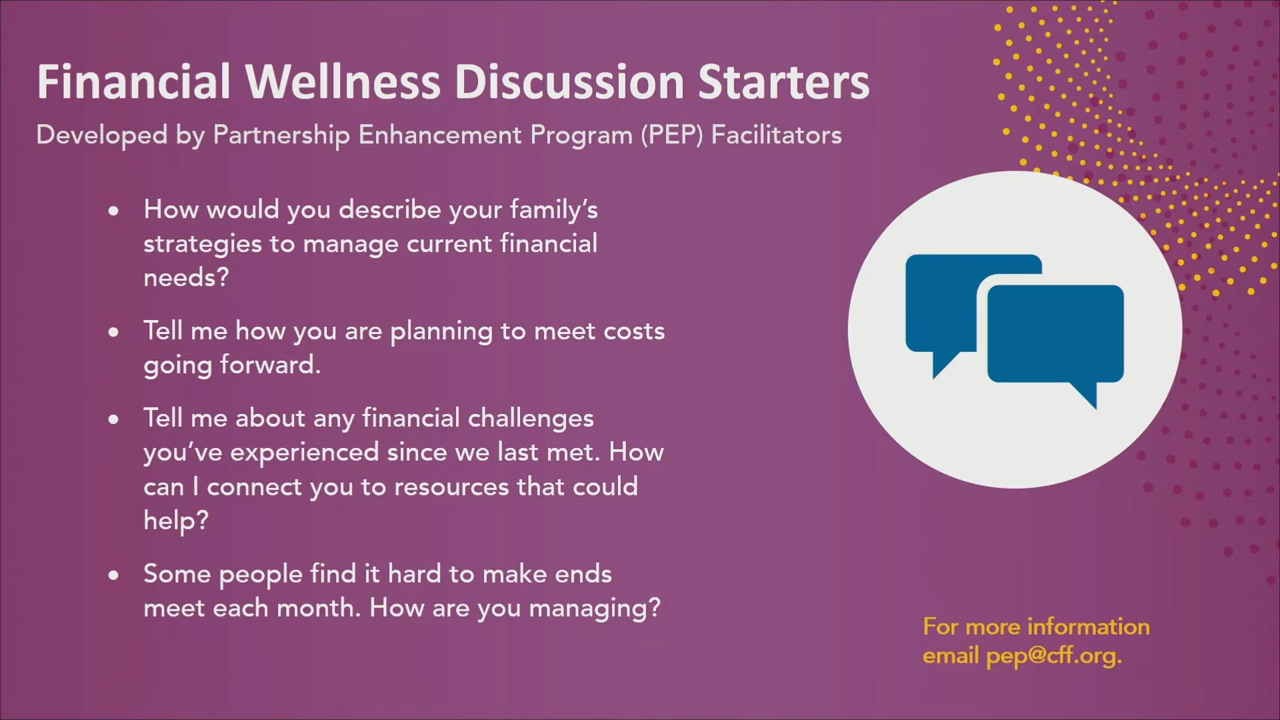 Financial Wellness Discussion Starters
Developed by Partnership Enhancement Program (PEP) Facilitators
• How would you describe your family's
strategies to manage current financial
needs?
• Tell me how you are planning to meet costs
going forward.
• Tell me about any financial challenges
you've experienced since we last met. How
can I connect you to resources that could
help?
• Some people find it hard to make ends
meet each month. How are you managing?
For more information
email pep@cff.org.